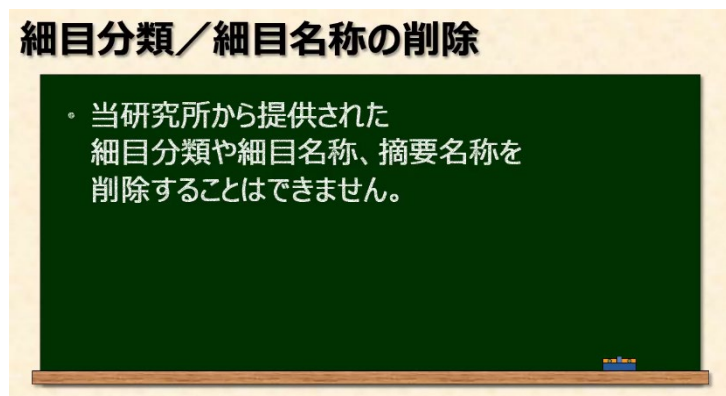 細目分類／細目名称の削除
・当研究所から提供された
細目分類や細目名称、摘要名称を
削除することはできません。